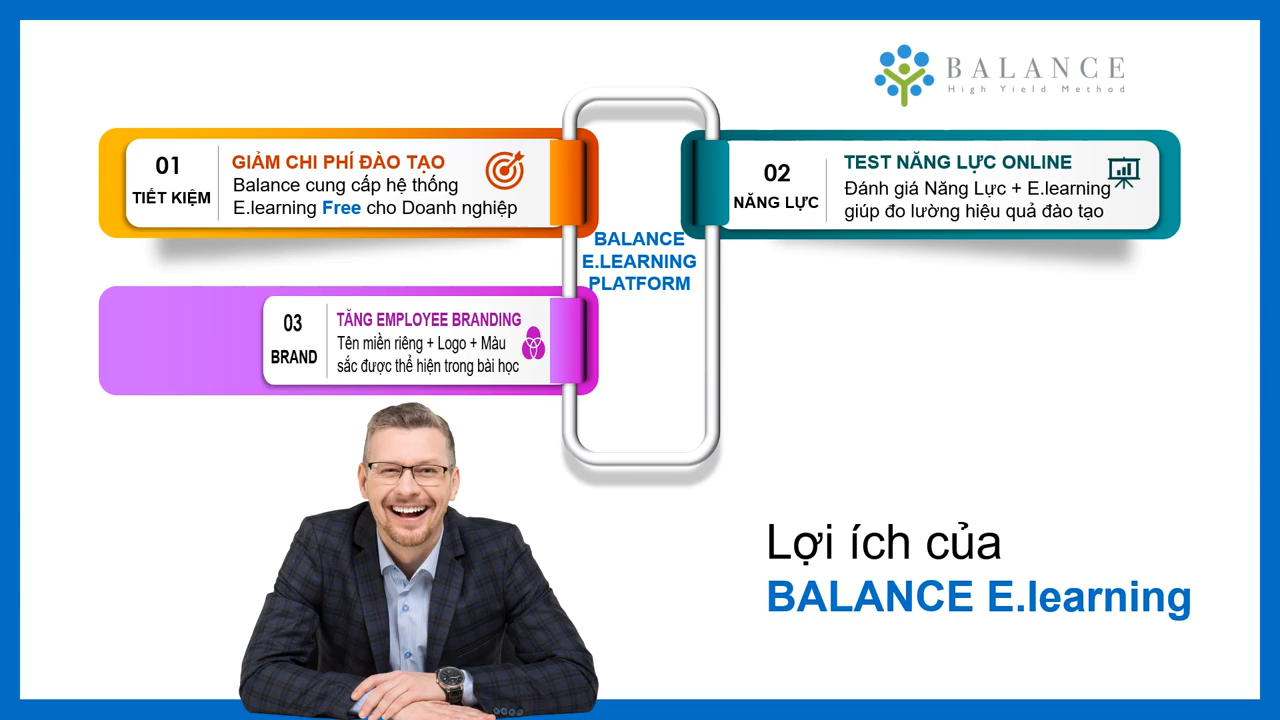 BALANCE
High Yield Method
01
TIẾT KIỆM
GIẢM CHI PHÍ ĐÀO TẠO
Balance cung cấp hệ thống
E.learning Free cho Doanh nghiệp
02
NĂNG LỰC
TEST NĂNG LỰC ONLINE
Đánh giá Năng Lực + E.learning
giúp đo lường hiệu quả đào tạo
BALANCE
E.LEARNING
PLATFORM
03
BRAND
TĂNG EMPLOYEE BRANDING
Tên miền riêng + Logo + Màu
sắc được thể hiện trong bài học
Lợi ích của
BALANCE E.learning